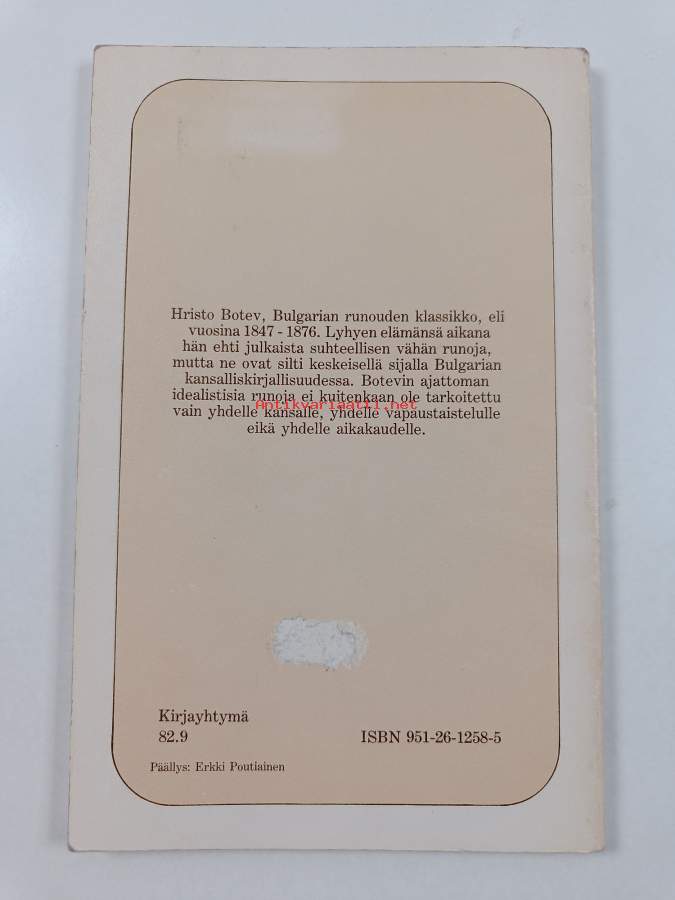 Hristo Botev, Bulgarian runouden klassikko, eli
vuosina 1847 - 1876. Lyhyen elämänsä aikana
hän ehti julkaista suhteellisen vähän runoja,
mutta ne ovat silti keskeisellä sijalla Bulgarian
kansalliskirjallisuudessa. Botevin ajattoman
idealistisia runoja ei kuitenkaan ole tarkoitettu
Antikvariaatti.net
vain yhdelle kansalle, yhdelle vapaustaistelulle
eikä yhdelle aikakaudelle.
Kirjayhtymä
82.9 ISBN 951-26-1258-5
Päällys: Erkki Poutiainen